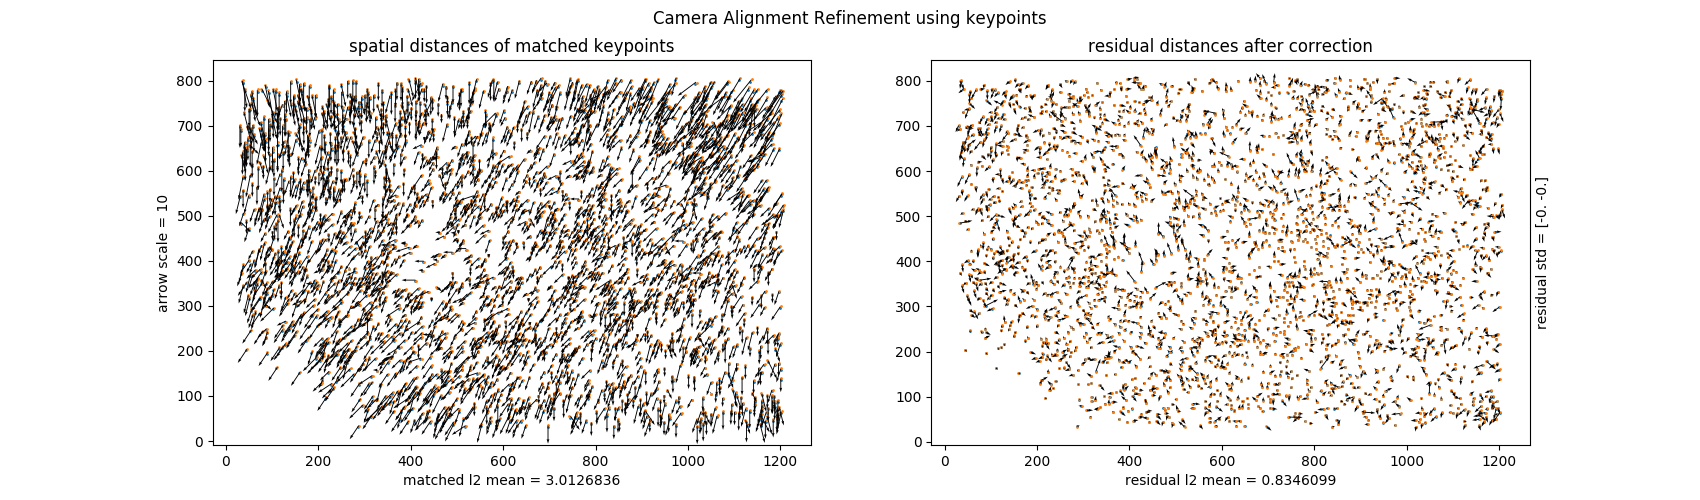 Camera Alignment Refinement using keypoints
spatial distances of matched keypoints
800
700
600
500
400
300
200
100
0
arrow scale = 10
0 200 400 600 800 1000 1200
matched l2 mean = 3.0126836
residual distances after correction
800
700
600
500
400
300
200
100
0
0 200 400 600 800 1000 1200
residual l2 mean = 0.8346099
residual std = [-0. -0.]